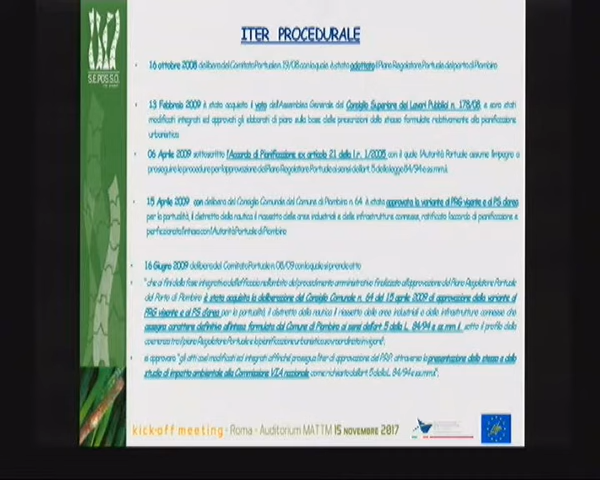 S.E.POS.S.O.
ITER PROCEDURALE
16 ottobre 2008 delibera del Comitato Portuale n. 19/08 con la quale è stato adottato il Piano Regolatore Portuale del porto di Piombino
13 Febbraio 2009 è stato acquisito il voto dell'Assemblea Generale del Consiglio Superiore dei Lavori Pubblici n. 178/08, e sono stati
modificati integrati ed approvati gli elaborati di piano sulla base delle prescrizioni dallo stesso formulate relativamente alla pianificazione
urbanistica
06 Aprile 2009 sottoscritto l'Accordo di Pianificazione ex articolo 21 della l.r. 1/2005 con il quale l'Autorità Portuale assume l'impegno a
proseguire le procedure per l'approvazione del Piano Regolatore Portuale ai sensi dell'art. 5 della legge 84/94 e ss.mm.ii.
15 Aprile 2009 con delibera del Consiglio Comunale del Comune di Piombino n. 64 è stata approvata la variante al PRG vigente e al PS d'area
per la portualità, il distretto della nautica il riassetto delle aree industriali e delle infrastrutture connesse, ratificato l'accordo di pianificazione e
perfezionata l'intesa con l'Autorità Portuale di Piombino
16 Giugno 2009 delibera del Comitato Portuale n. 08/09 con la quale si prende atto
"che ai fini della fase integrativa dell'efficacia nell'ambito del procedimento amministrativo finalizzato all'approvazione del Piano Regolatore Portuale
del Porto di Piombino è stata acquisita la deliberazione del Consiglio Comunale n. 64 del 15 aprile 2009 di approvazione della variante al
PRG vigente e al PS d'area per la portualità, il distretto della nautica il riassetto delle aree industriali e delle infrastrutture connesse che
assegna carattere definitivo all'intesa formulata dal Comune di Piombino ai sensi dell'art 5 della L. 84/94 e ss.mm.ii. sotto il profilo della
coerenza tra il piano Regolatore Portuale e la pianificazione urbanistica sovraordinata in vigore".
si approvano "gli atti così modificati ed integrati affinché prosegua l'iter di approvazione del P.R.P. attraverso la presentazione dello stesso e dello
studio di impatto ambientale alla Commissione VIA nazionale come richiamato dall'art. 5 della L. 84/94 e ss.mm.ii".
kick-off meeting - Roma - Auditorium MATTM 15 NOVEMBRE 2017